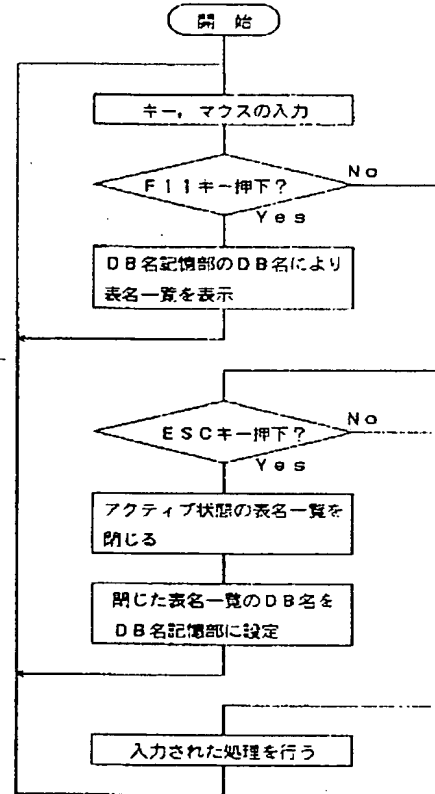 開 始
キー，マウスの入力
F11キー押下？
No
Yes
DB名記憶部のDB名により
表名一覧を表示
ESCキー押下？
No
Yes
アクティブ状態の表名一覧を
閉じる
閉じた表名一覧のDB名を
DB名記憶部に設定
入力された処理を行う